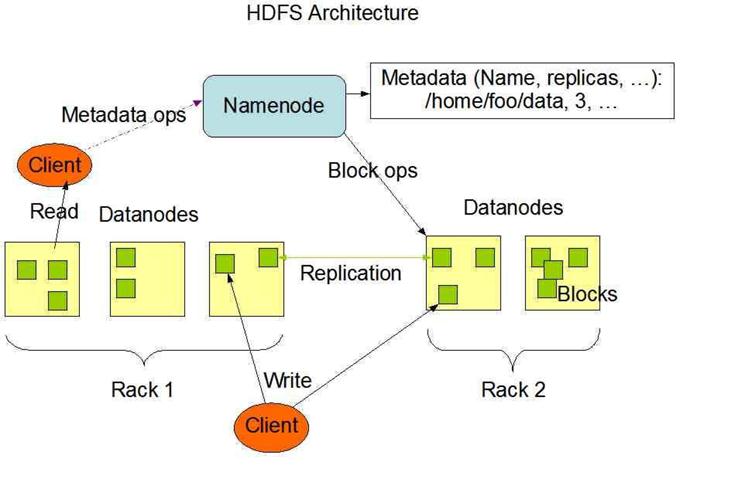 HDFS Architecture
Metadata (Name, replicas, …):
/home/foo/data, 3, …
Namenode
Metadata ops
Client
Block ops
Read
Datanodes
Datanodes
Replication
Blocks
Rack 1
Write
Rack 2
Client